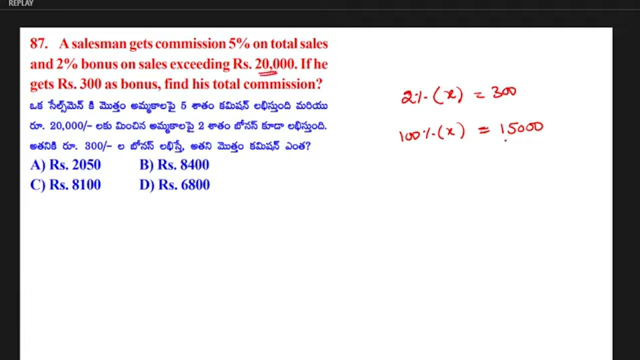 REPLAY
87. A salesman gets commission 5% on total sales
and 2% bonus on sales exceeding Rs. 20,000. If he
gets Rs. 300 as bonus, find his total commission?
ఒక సేల్స్‌మెన్ కి మొత్తం అమ్మకాలపై 5 శాతం కమిషన్ లభిస్తుంది మరియు
రూ. 20,000/- లకు మించిన అమ్మకాలపై 2 శాతం బోనస్ కూడా లభిస్తుంది.
అతనికి రూ. 300/- ల బోనస్ లభిస్తే, అతని మొత్తం కమిషన్ ఎంత?
A) Rs. 2050 B) Rs. 8400
C) Rs. 8100 D) Rs. 6800
2%(x) = 300
100%(x) = 15000